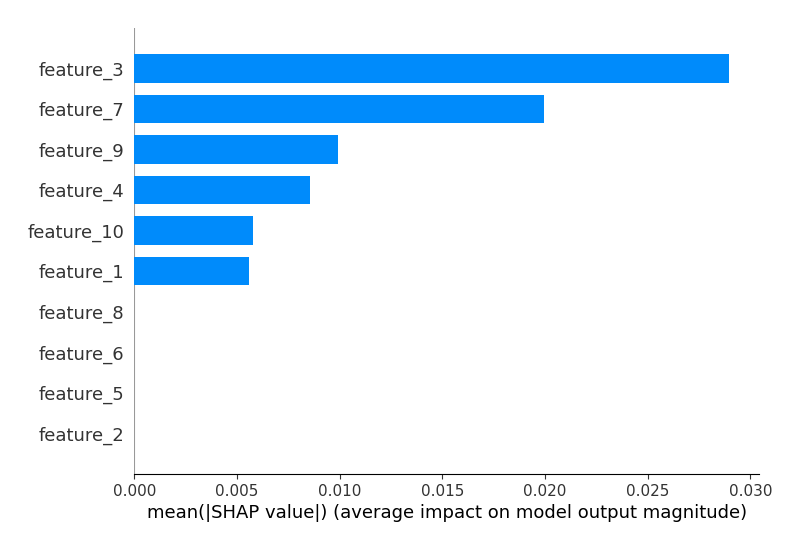 feature_3
feature_7
feature_9
feature_4
feature_10
feature_1
feature_8
feature_6
feature_5
feature_2
0.000 0.005 0.010 0.015 0.020 0.025 0.030
mean(|SHAP value|) (average impact on model output magnitude)